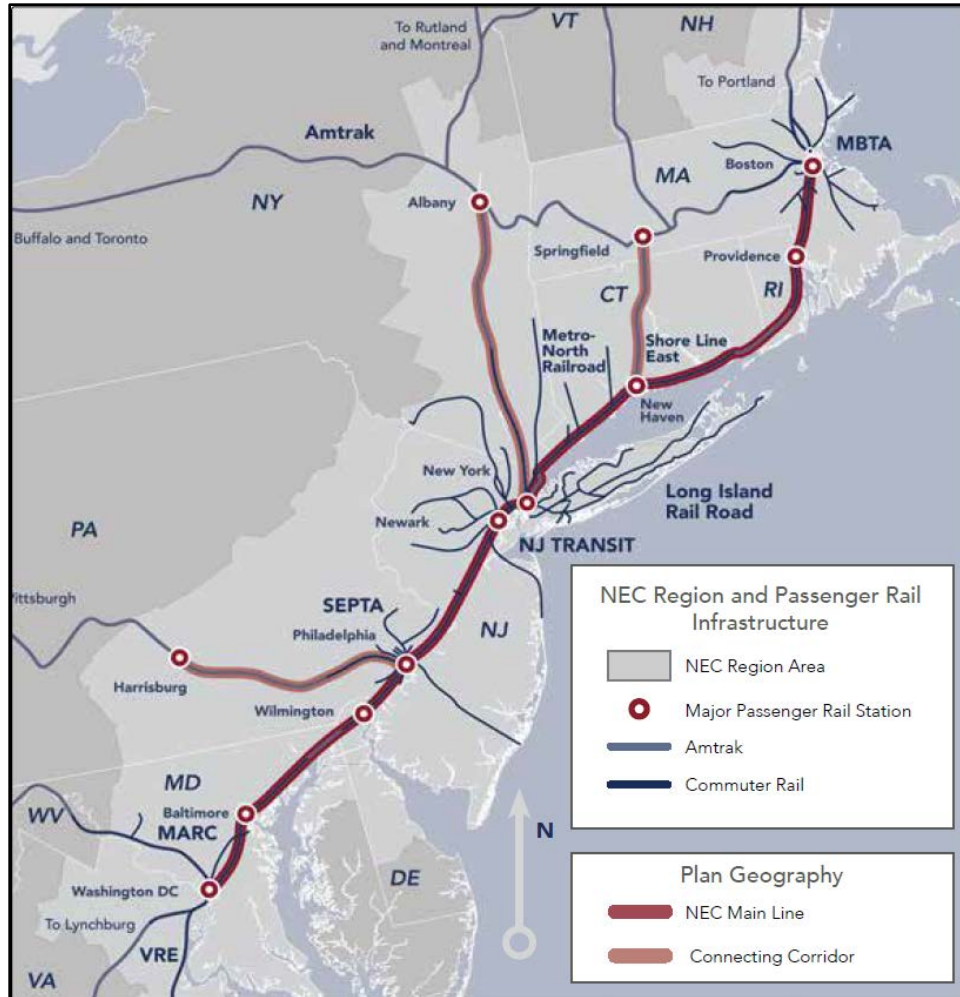 To Rutland
and Montreal
VT
NH
To Portland
Amtrak
MBTA
Boston
MA
NY
Albany
Buffalo and Toronto
Springfield
Providence
CT
RI
Metro-
North
Railroad
Shore Line
East
New
Haven
New York
Long Island
Rail Road
Newark
NJ TRANSIT
PA
ittsburgh
SEPTA
Philadelphia
NJ
Harrisburg
Wilmington
MD
Baltimore
WV
MARC
N
Washington DC
DE
To Lynchburg
VRE
VA
NEC Region and Passenger Rail
Infrastructure
NEC Region Area
Major Passenger Rail Station
Amtrak
Commuter Rail
Plan Geography
NEC Main Line
Connecting Corridor